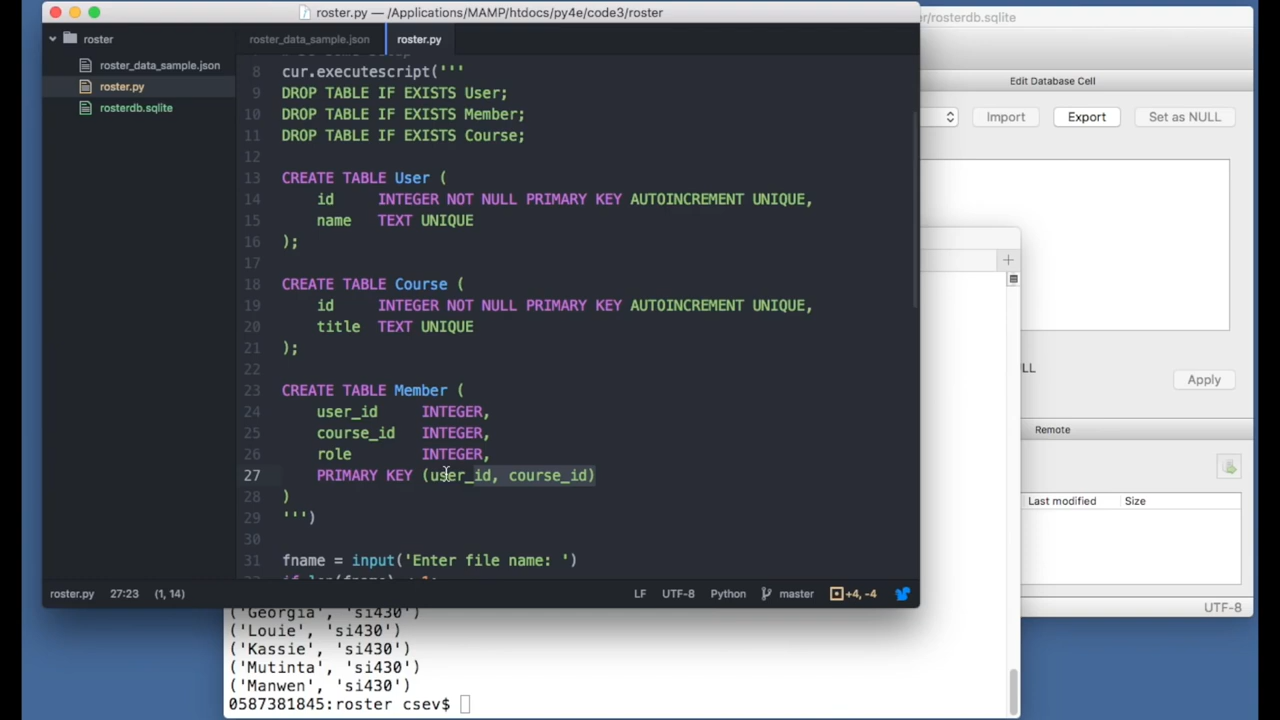 roster.py — /Applications/MAMP/htdocs/py4e/code3/roster
/rosterdb.sqlite
roster
roster_data_sample.json
roster.py
rosterdb.sqlite
roster_data_sample.json
roster.py
8 cur.executescript('''
9 DROP TABLE IF EXISTS User;
10 DROP TABLE IF EXISTS Member;
11 DROP TABLE IF EXISTS Course;
12
13 CREATE TABLE User (
14 id INTEGER NOT NULL PRIMARY KEY AUTOINCREMENT UNIQUE,
15 name TEXT UNIQUE
16 );
17
18 CREATE TABLE Course (
19 id INTEGER NOT NULL PRIMARY KEY AUTOINCREMENT UNIQUE,
20 title TEXT UNIQUE
21 );
22
23 CREATE TABLE Member (
24 user_id INTEGER,
25 course_id INTEGER,
26 role INTEGER,
27 PRIMARY KEY (user_id, course_id)
28 )
29 ''')
30
31 fname = input('Enter file name: ')
roster.py 27:23 (1, 14) LF UTF-8 Python master +4, -4
Edit Database Cell
Import Export Set as NULL
Apply
Remote
Last modified Size
UTF-8
('Georgia', 'si430')
('Louie', 'si430')
('Kassie', 'si430')
('Mutinta', 'si430')
('Manwen', 'si430')
0587381845:roster csev$